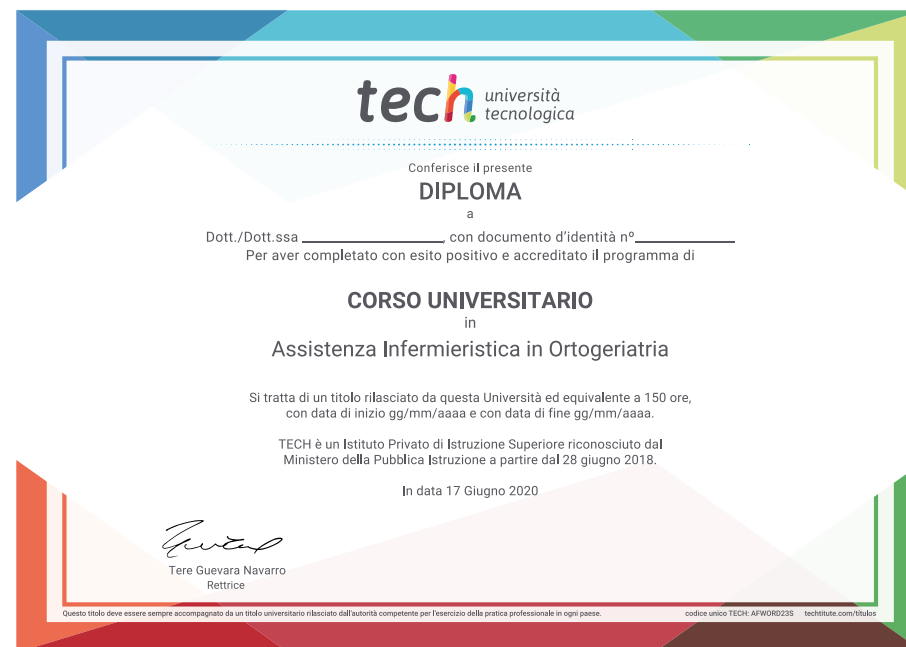 tech università
tecnologica
Conferisce il presente
DIPLOMA
a
Dott./Dott.ssa ____________________, con documento d'identità nº______________
Per aver completato con esito positivo e accreditato il programma di
CORSO UNIVERSITARIO
in
Assistenza Infermieristica in Ortogeriatria
Si tratta di un titolo rilasciato da questa Università ed equivalente a 150 ore,
con data di inizio gg/mm/aaaa e con data di fine gg/mm/aaaa.
TECH è un Istituto Privato di Istruzione Superiore riconosciuto dal
Ministero della Pubblica Istruzione a partire dal 28 giugno 2018.
In data 17 Giugno 2020
Tere Guevara Navarro
Rettrice
Questo titolo deve essere sempre accompagnato da un titolo universitario rilasciato dall'autorità competente per l'esercizio della pratica professionale in ogni paese. codice unico TECH: AFWORD23S techtitute.com/titulos